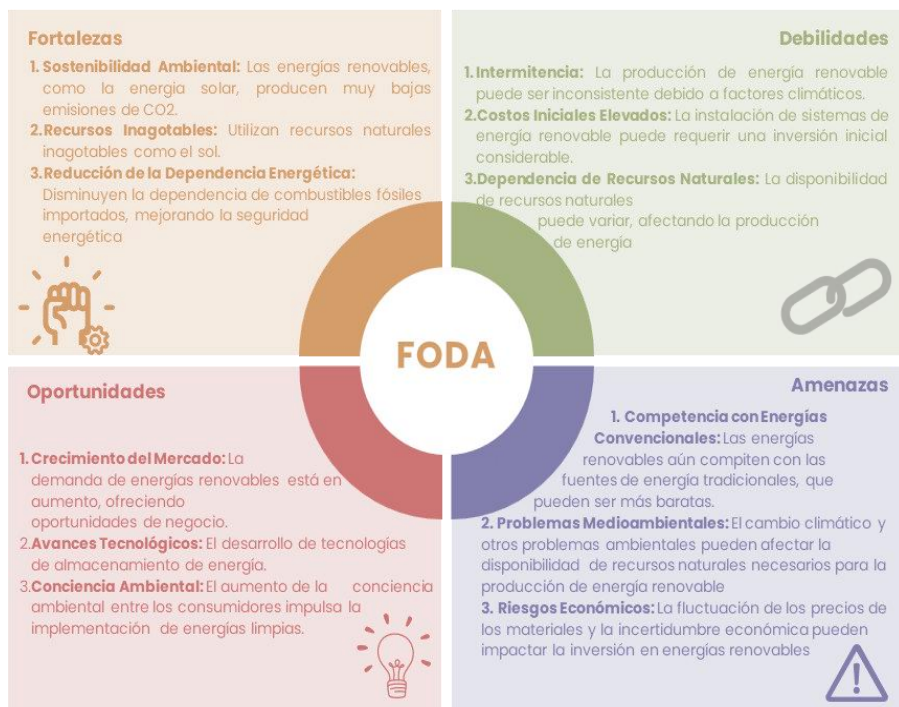 Fortalezas
1. Sostenibilidad Ambiental: Las energías renovables,
como la energia solar, producen muy bajas
emisiones de CO2.
2.Recursos Inagotables: Utilizan recursos naturales
inagotables como el sol.
3.Reducción de la Dependencia Energética:
Disminuyen la dependencia de combustibles fósiles
importados, mejorando la seguridad
energética
Debilidades
1.Intermitencia: La producción de energía renovable
puede ser inconsistente debido a factores climáticos.
2.Costos Iniciales Elevados: La instalación de sistemas de
energía renovable puede requerir una inversión inicial
considerable.
3.Dependencia de Recursos Naturales: La disponibilidad
de recursos naturales
puede variar, afectando la producción
de energía
FODA
Oportunidades
1.Crecimiento del Mercado: La
demanda de energías renovables está en
aumento, ofreciendo
oportunidades de negocio.
2.Avances Tecnológicos: El desarrollo de tecnologías
de almacenamiento de energía.
3.Conciencia Ambiental: El aumento de la conciencia
ambiental entre los consumidores impulsa la
implementación de energías limpias.
Amenazas
1. Competencia con Energías
Convencionales: Las energías
renovables aún compiten con las
fuentes de energía tradicionales, que
pueden ser más baratas.
2. Problemas Medioambientales: El cambio climático y
otros problemas ambientales pueden afectar la
disponibilidad de recursos naturales necesarios para la
producción de energía renovable
3. Riesgos Económicos: La fluctuación de los precios de
los materiales y la incertidumbre económica pueden
impactar la inversión en energías renovables